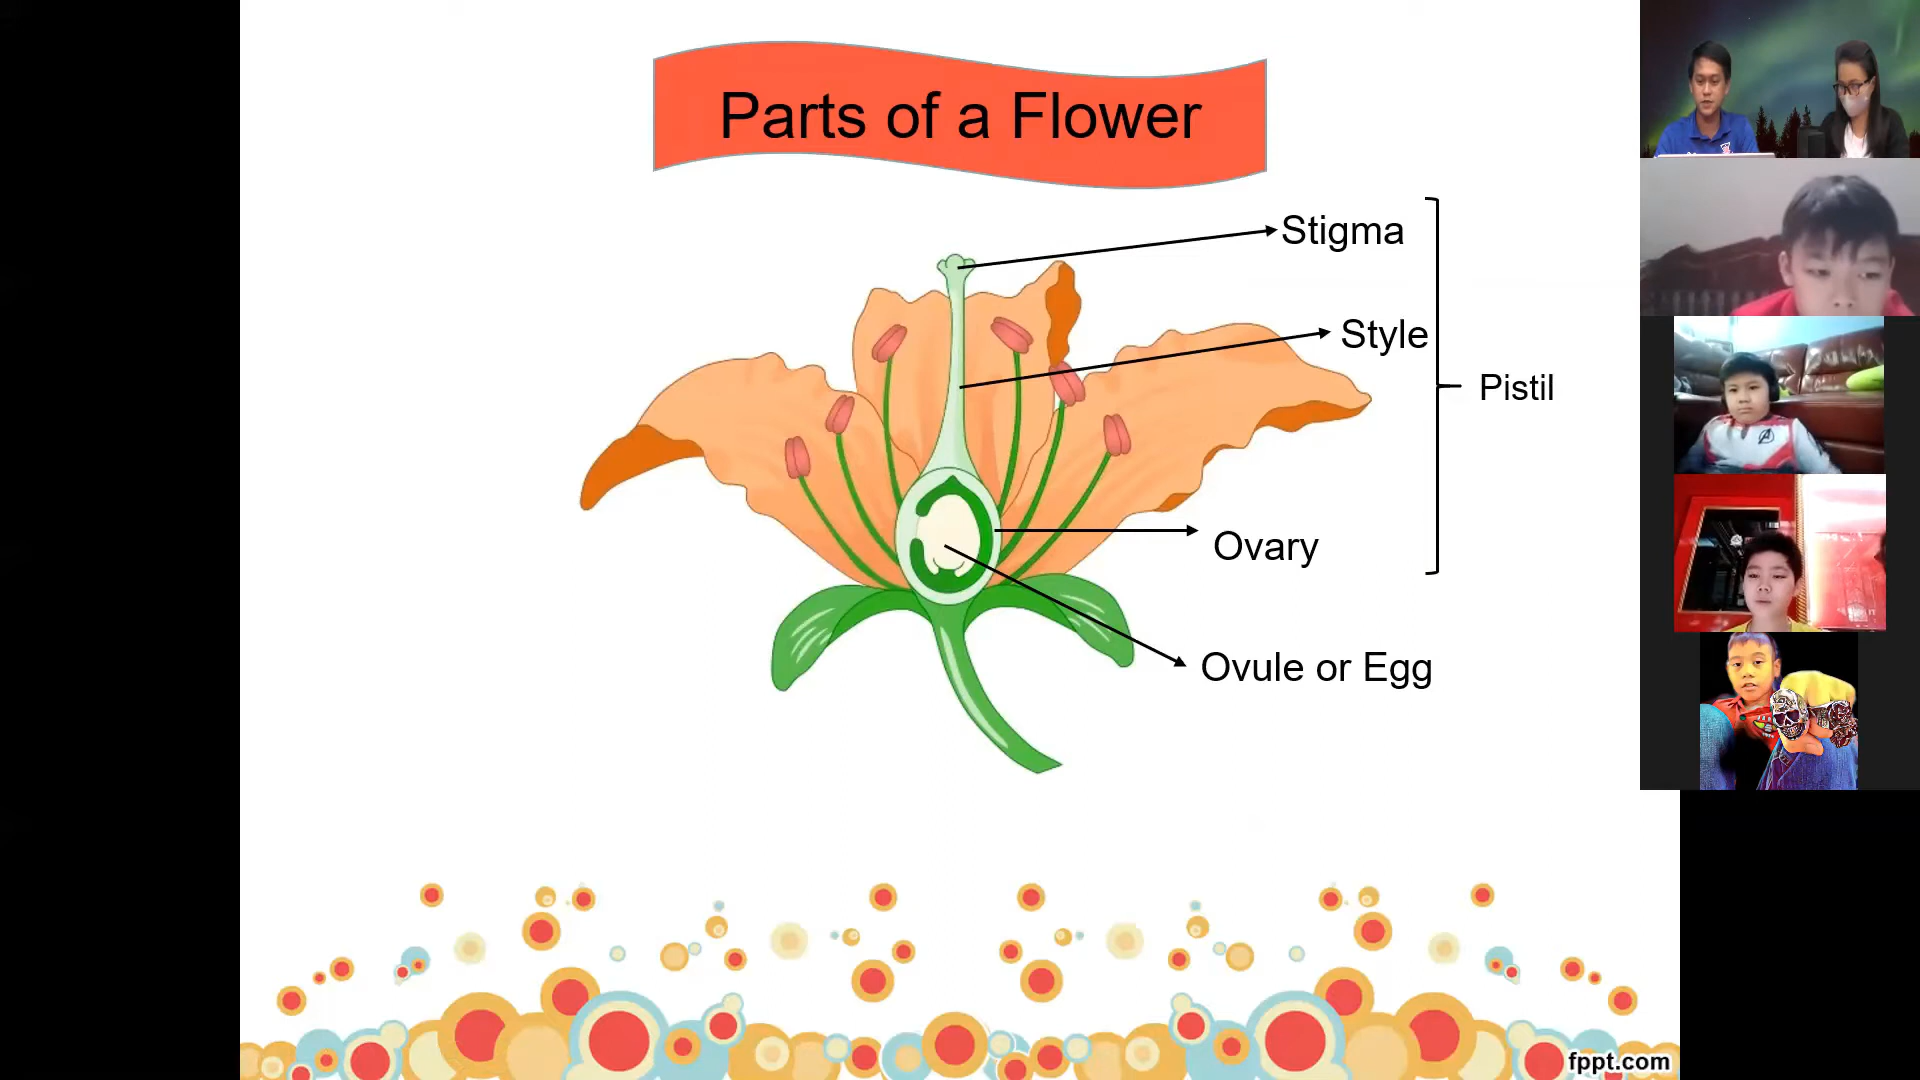 Parts of a Flower
Stigma
Style
Pistil
Ovary
Ovule or Egg
fppt.com